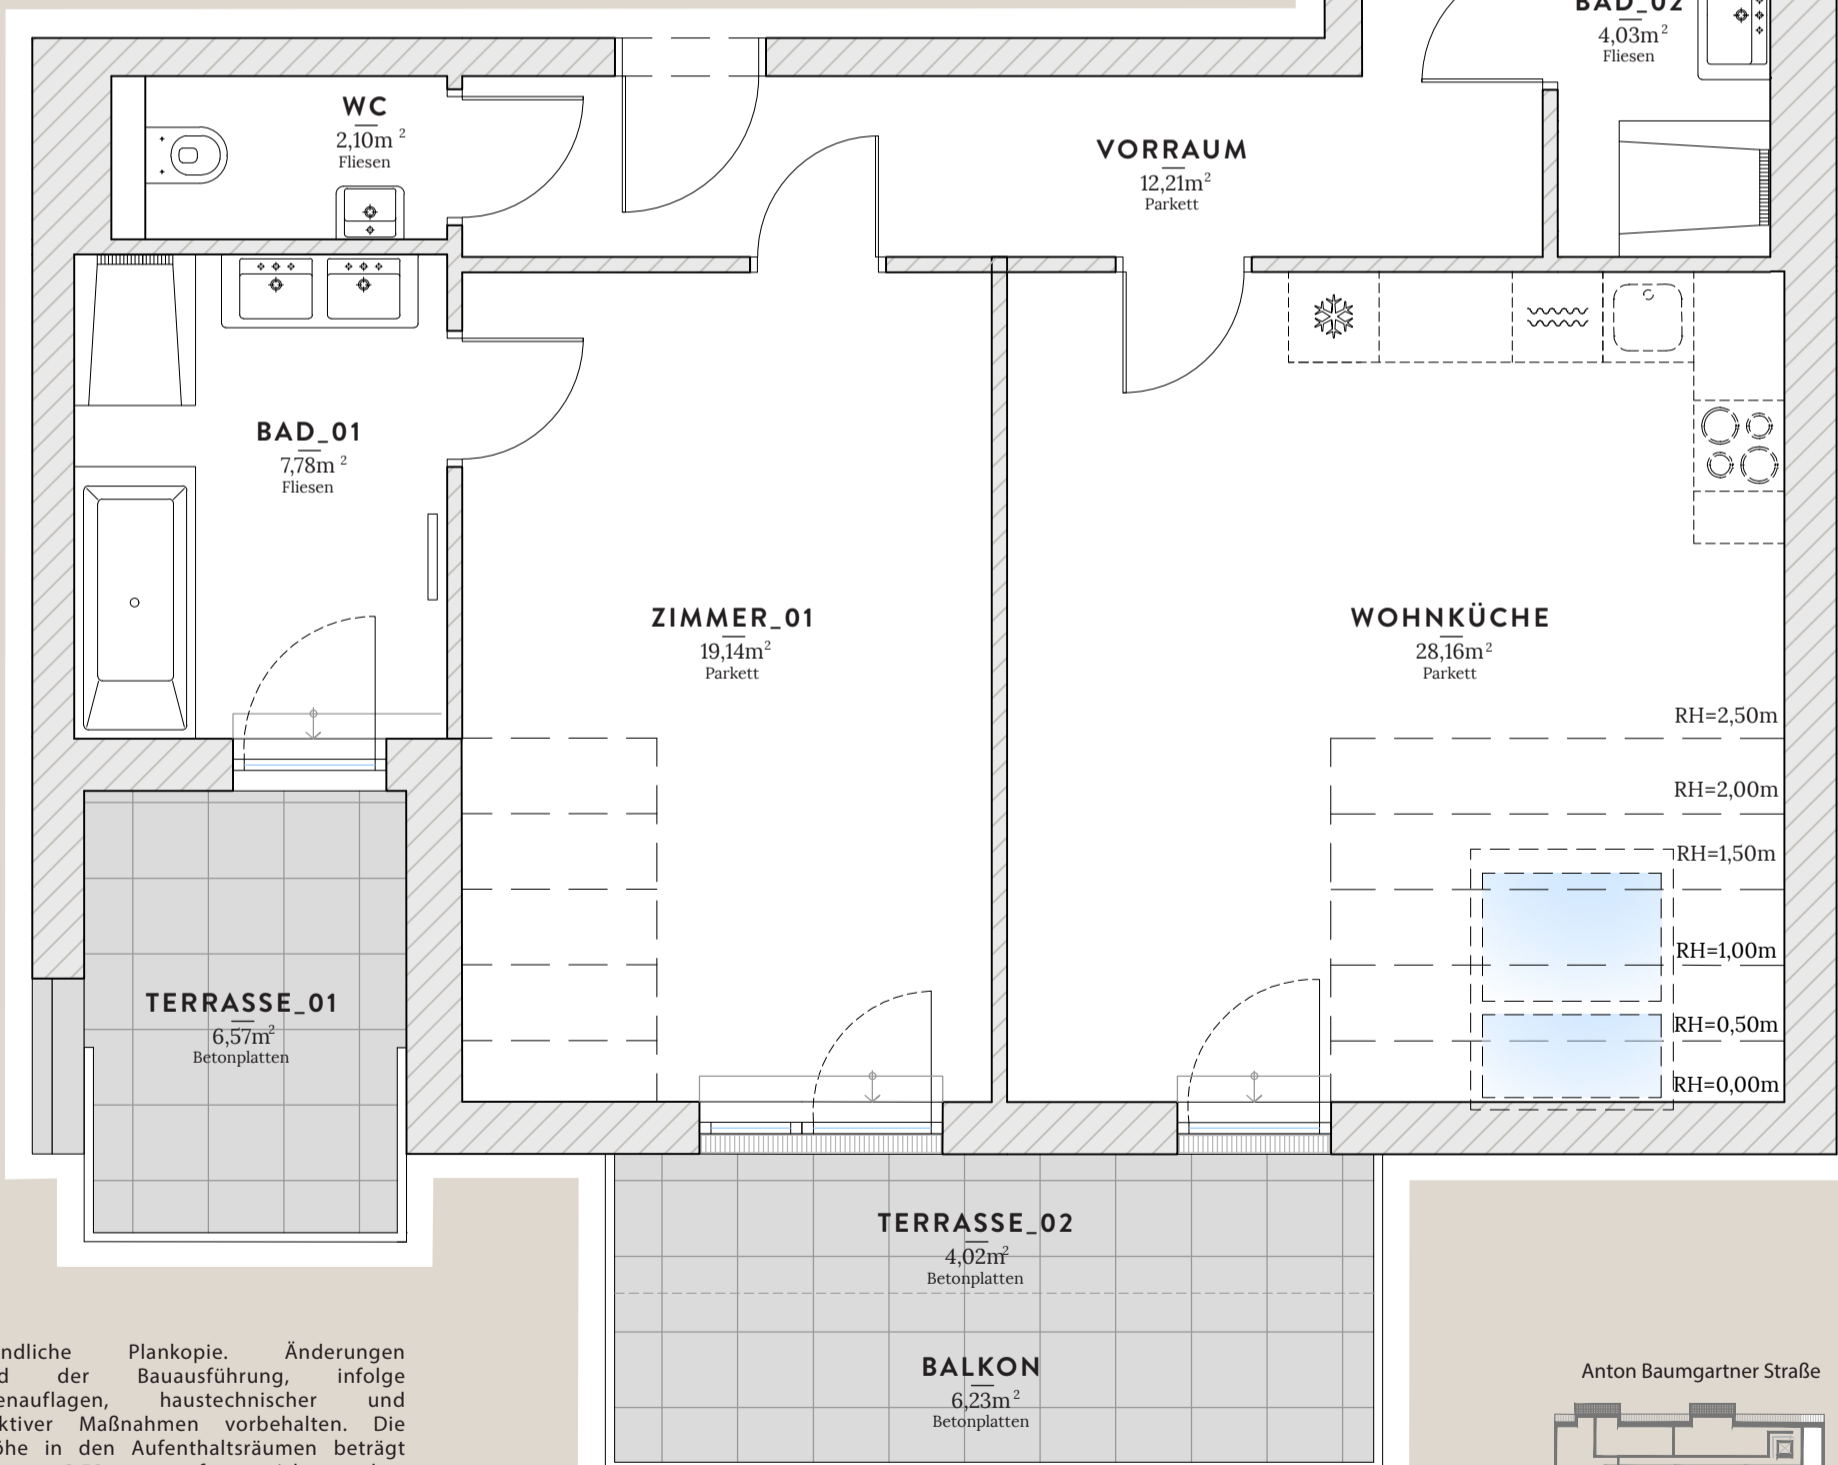 BAD_02
4,03m²
Fliesen
WC
2,10m²
Fliesen
VORRAUM
12,21m²
Parkett
BAD_01
7,78m²
Fliesen
ZIMMER_01
19,14m²
Parkett
WOHNKÜCHE
28,16m²
Parkett
RH=2,50m
RH=2,00m
RH=1,50m
RH=1,00m
RH=0,50m
RH=0,00m
TERRASSE_01
6,57m²
Betonplatten
TERRASSE_02
4,02m²
Betonplatten
BALKON
6,23m²
Betonplatten
ndliche Plankopie. Änderungen
d der Bauausführung, infolge
enauflagen, haustechnischer und
ktiver Maßnahmen vorbehalten. Die
öhe in den Aufenthaltsräumen beträgt
Anton Baumgartner Straße